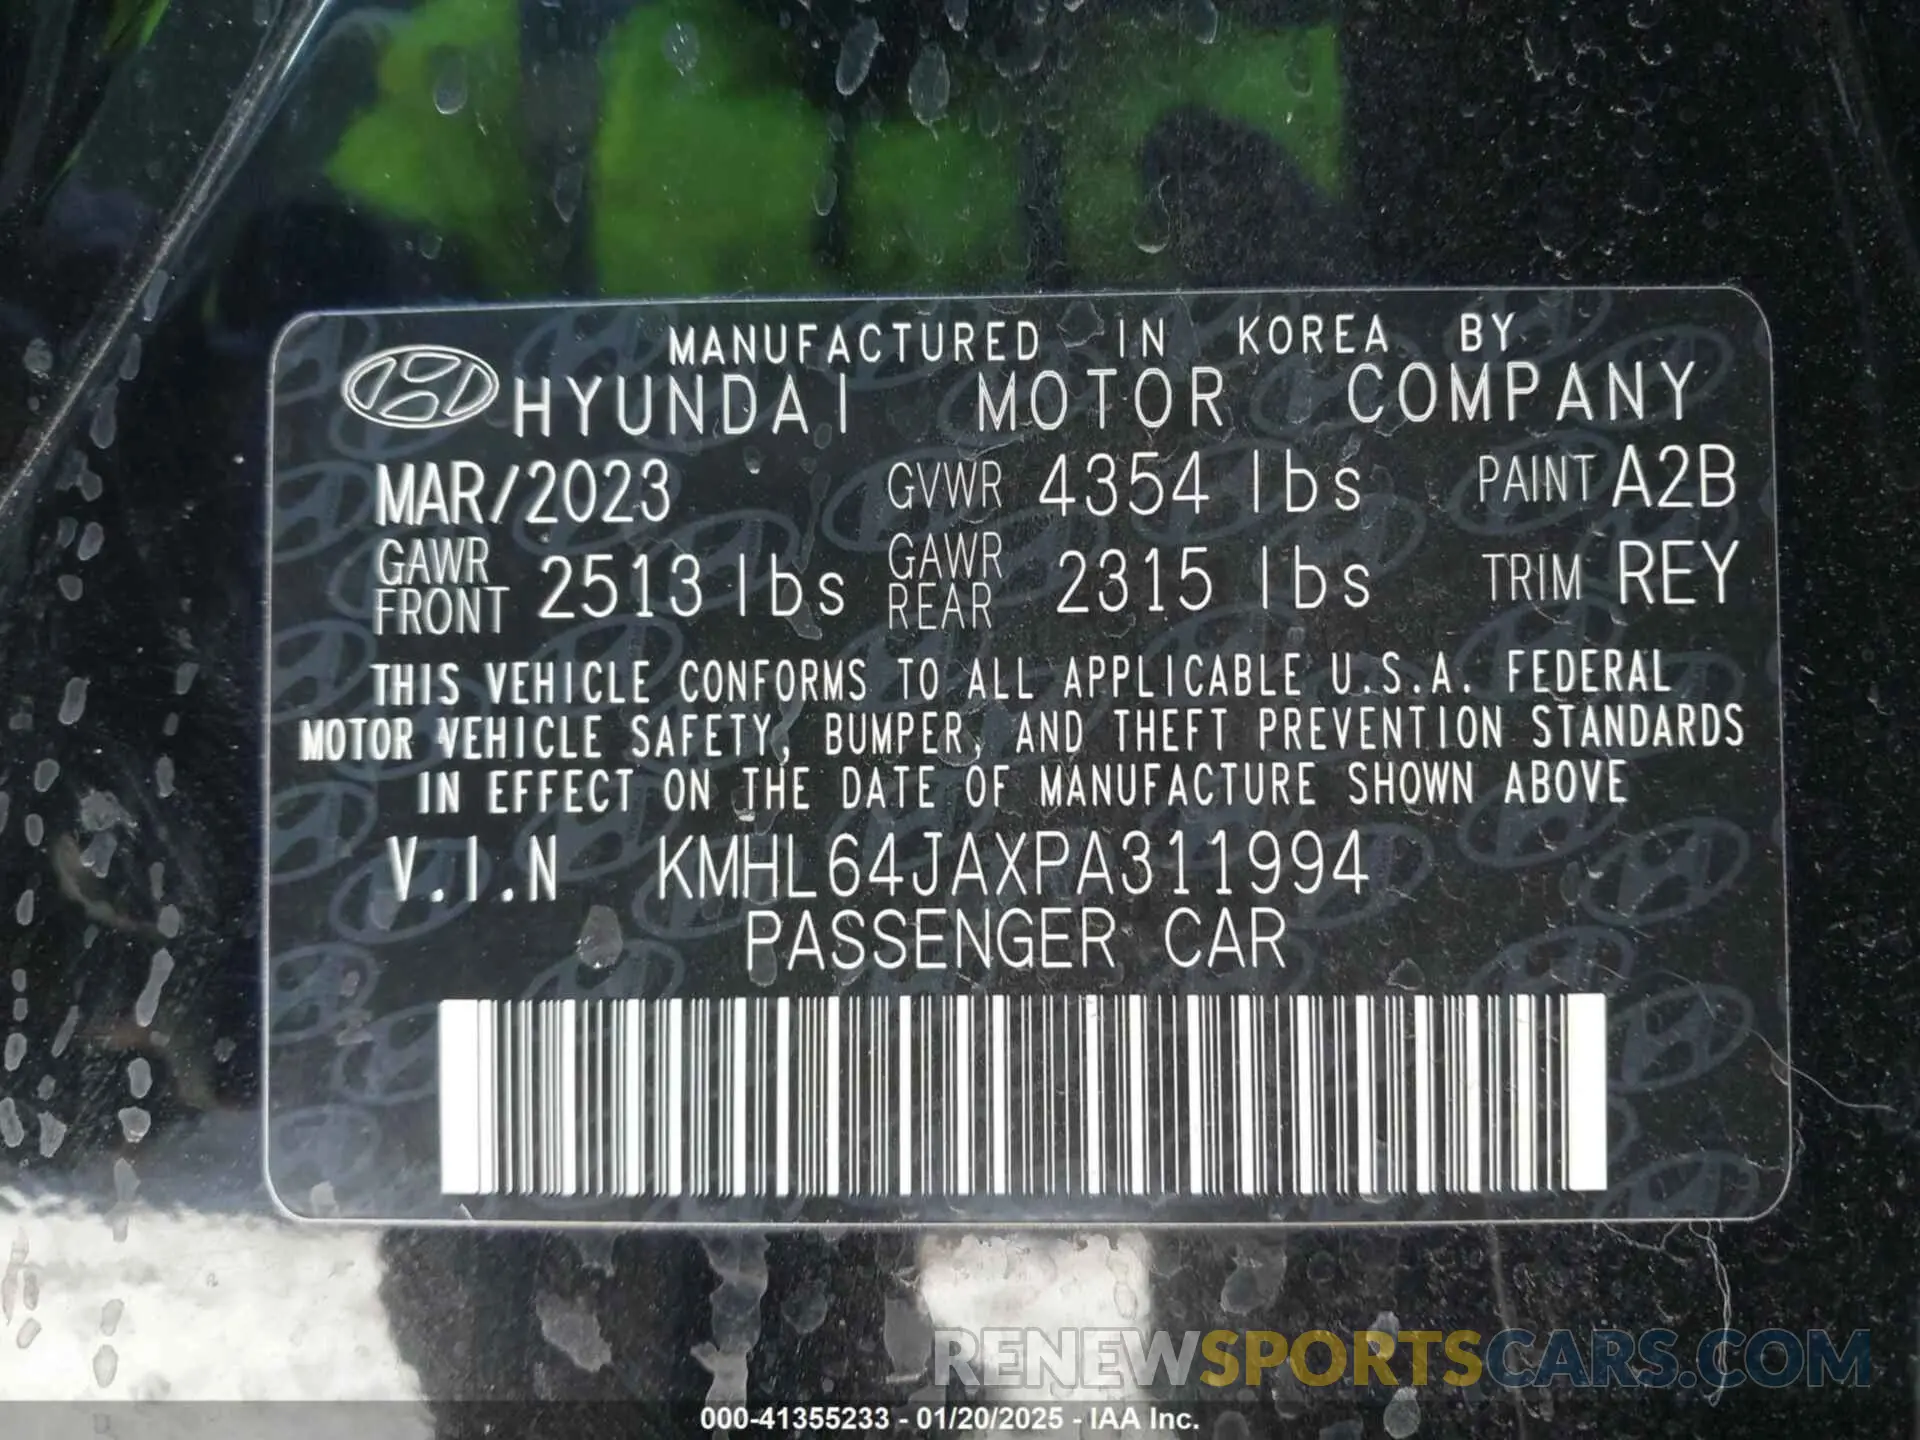 MANUFACTURED IN KOREA BY
HYUNDAI MOTOR COMPANY
MAR/2023 GVWR 4354 lbs PAINT A2B
GAWR FRONT 2513 lbs GAWR REAR 2315 lbs TRIM REY
THIS VEHICLE CONFORMS TO ALL APPLICABLE U.S.A. FEDERAL
MOTOR VEHICLE SAFETY, BUMPER, AND THEFT PREVENTION STANDARDS
IN EFFECT ON THE DATE OF MANUFACTURE SHOWN ABOVE
V.I.N KMHL64JAXPA311994
PASSENGER CAR
RENEWSPORTSCARS.COM
000-41355233 - 01/20/2025 - IAA Inc.